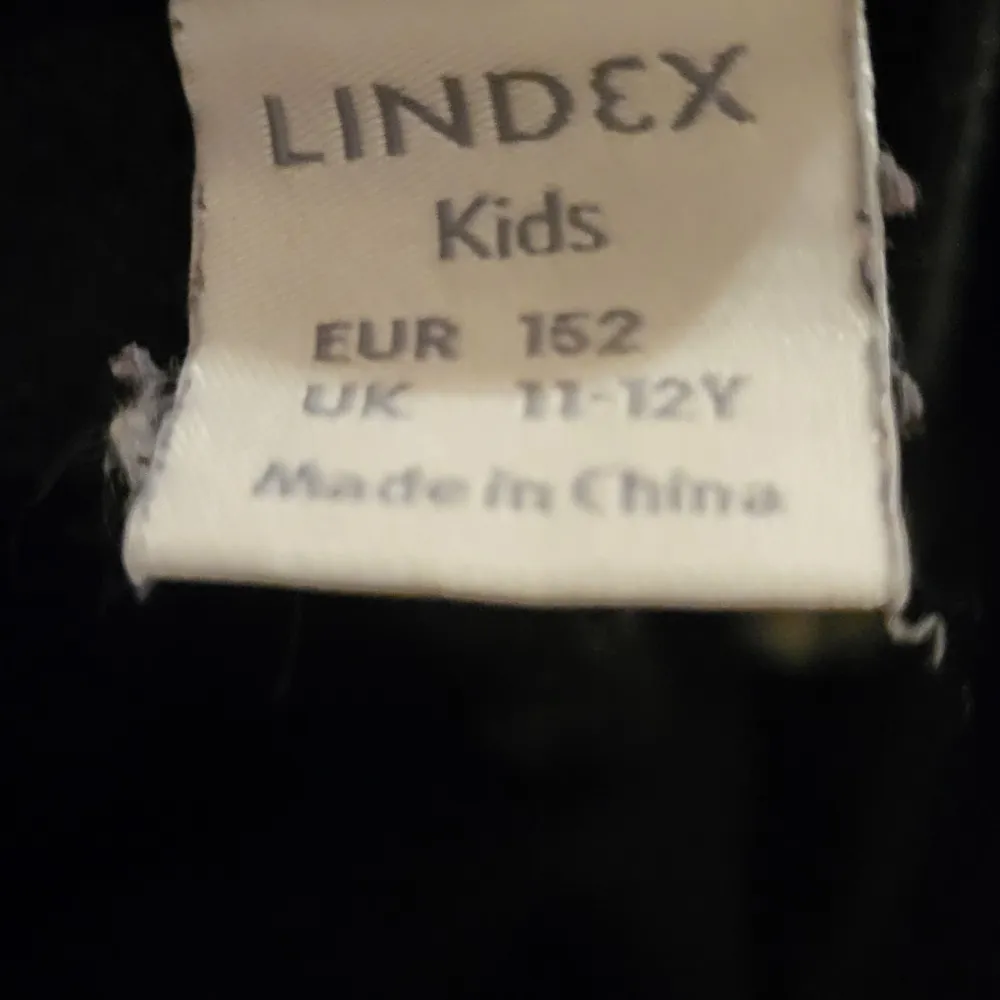 LINDEX
Kids
EUR 152
UK 11-12Y
Made in China